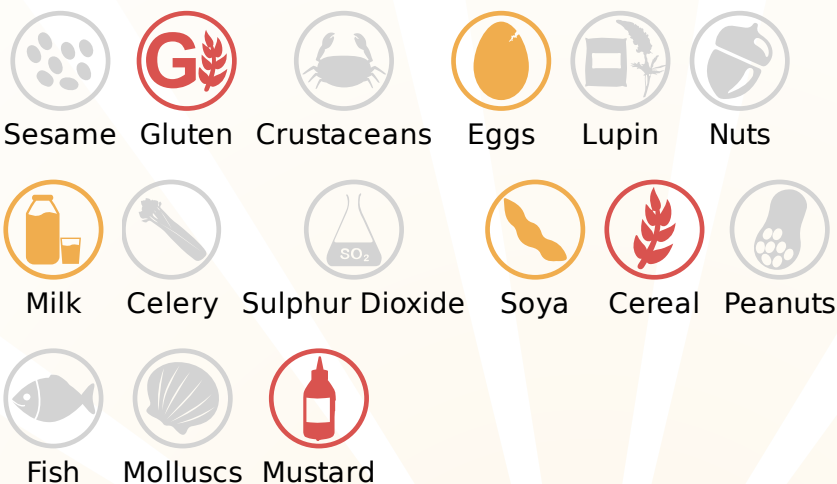 G
Sesame Gluten Crustaceans Eggs Lupin Nuts
SO₂
Milk Celery Sulphur Dioxide Soya Cereal Peanuts
Fish Molluscs Mustard